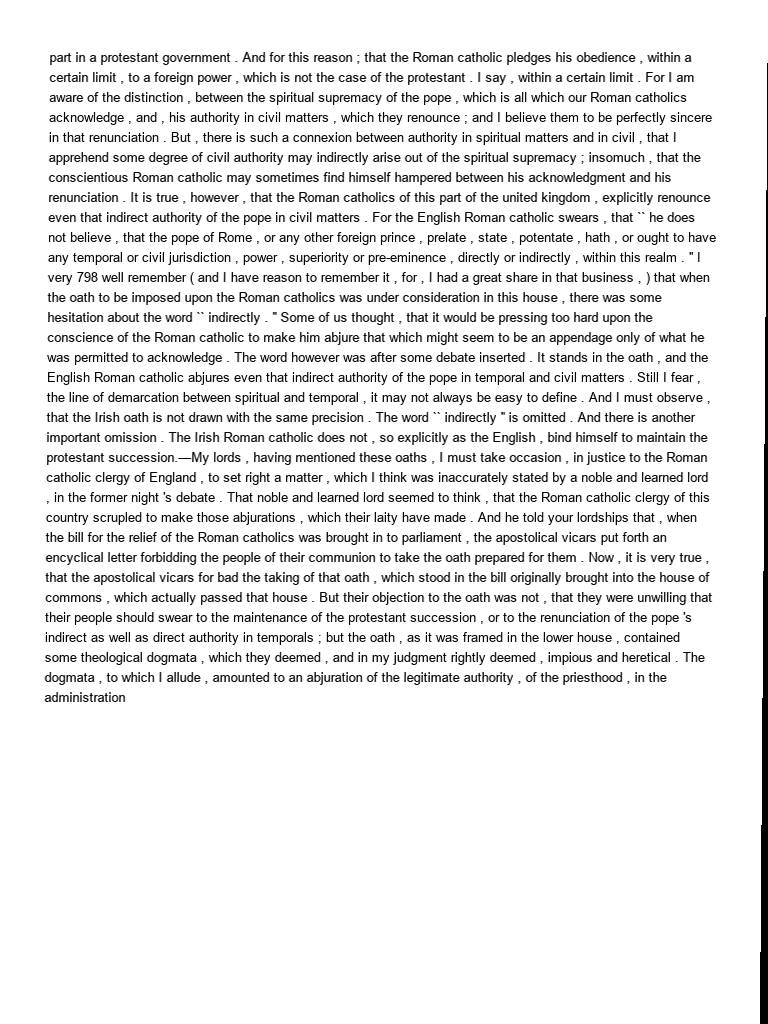 part in a protestant government . And for this reason ; that the Roman catholic pledges his obedience , within a
certain limit , to a foreign power , which is not the case of the protestant . I say , within a certain limit . For I am
aware of the distinction , between the spiritual supremacy of the pope , which is all which our Roman catholics
acknowledge , and , his authority in civil matters , which they renounce ; and I believe them to be perfectly sincere
in that renunciation . But , there is such a connexion between authority in spiritual matters and in civil , that I
apprehend some degree of civil authority may indirectly arise out of the spiritual supremacy ; insomuch , that the
conscientious Roman catholic may sometimes find himself hampered between his acknowledgment and his
renunciation . It is true , however , that the Roman catholics of this part of the united kingdom , explicitly renounce
even that indirect authority of the pope in civil matters . For the English Roman catholic swears , that `` he does
not believe , that the pope of Rome , or any other foreign prince , prelate , state , potentate , hath , or ought to have
any temporal or civil jurisdiction , power , superiority or pre-eminence , directly or indirectly , within this realm . '' I
very 798 well remember ( and I have reason to remember it , for , I had a great share in that business , ) that when
the oath to be imposed upon the Roman catholics was under consideration in this house , there was some
hesitation about the word `` indirectly . '' Some of us thought , that it would be pressing too hard upon the
conscience of the Roman catholic to make him abjure that which might seem to be an appendage only of what he
was permitted to acknowledge . The word however was after some debate inserted . It stands in the oath , and the
English Roman catholic abjures even that indirect authority of the pope in temporal and civil matters . Still I fear ,
the line of demarcation between spiritual and temporal , it may not always be easy to define . And I must observe ,
that the Irish oath is not drawn with the same precision . The word `` indirectly '' is omitted . And there is another
important omission . The Irish Roman catholic does not , so explicitly as the English , bind himself to maintain the
protestant succession.—My lords , having mentioned these oaths , I must take occasion , in justice to the Roman
catholic clergy of England , to set right a matter , which I think was inaccurately stated by a noble and learned lord
, in the former night 's debate . That noble and learned lord seemed to think , that the Roman catholic clergy of this
country scrupled to make those abjurations , which their laity have made . And he told your lordships that , when
the bill for the relief of the Roman catholics was brought in to parliament , the apostolical vicars put forth an
encyclical letter forbidding the people of their communion to take the oath prepared for them . Now , it is very true ,
that the apostolical vicars for bad the taking of that oath , which stood in the bill originally brought into the house of
commons , which actually passed that house . But their objection to the oath was not , that they were unwilling that
their people should swear to the maintenance of the protestant succession , or to the renunciation of the pope 's
indirect as well as direct authority in temporals ; but the oath , as it was framed in the lower house , contained
some theological dogmata , which they deemed , and in my judgment rightly deemed , impious and heretical . The
dogmata , to which I allude , amounted to an abjuration of the legitimate authority , of the priesthood , in the
administration